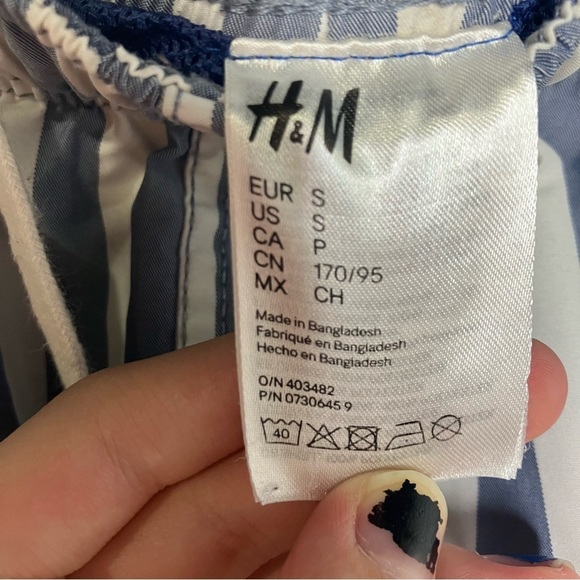 H&M
EUR S
US S
CA P
CN 170/95
MX CH
Made in Bangladesh
Fabriqué en Bangladesh
Hecho en Bangladesh
O/N 403482
P/N 0730645 9
40